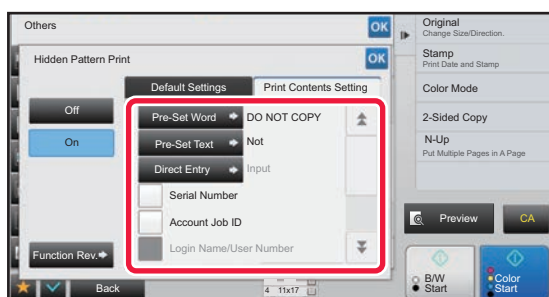 Others
OK
Hidden Pattern Print
OK
Default Settings
Print Contents Setting
Off
On
Pre-Set Word
DO NOT COPY
Pre-Set Text
Not
Direct Entry
Input
Serial Number
Account Job ID
Login Name/User Number
Function Rev.
Back
4 11x17
Original
Change Size/Direction.
Stamp
Print Date and Stamp
Color Mode
2-Sided Copy
N-Up
Put Multiple Pages in A Page
Preview
CA
B/W
Start
Color
Start